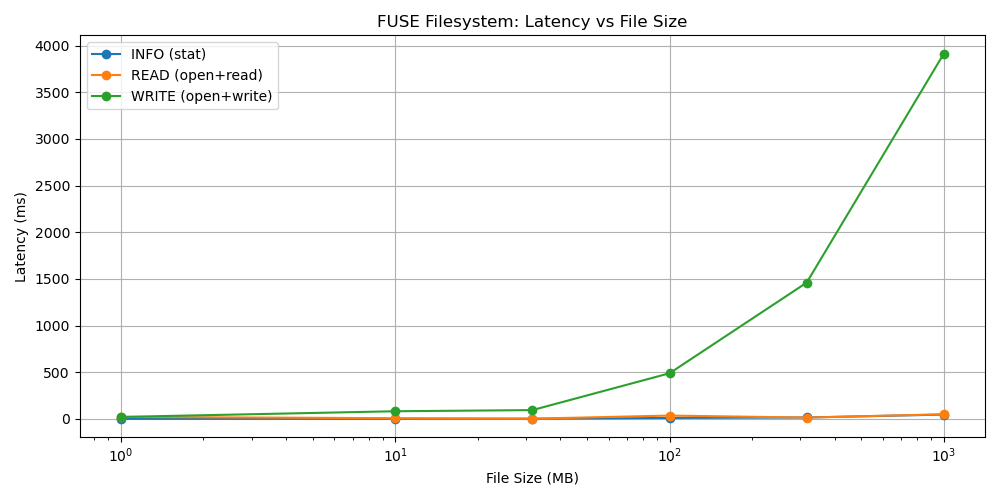 FUSE Filesystem: Latency vs File Size
INFO (stat)
READ (open+read)
WRITE (open+write)
Latency (ms)
4000
3500
3000
2500
2000
1500
1000
500
0
10⁰
10¹
10²
10³
File Size (MB)